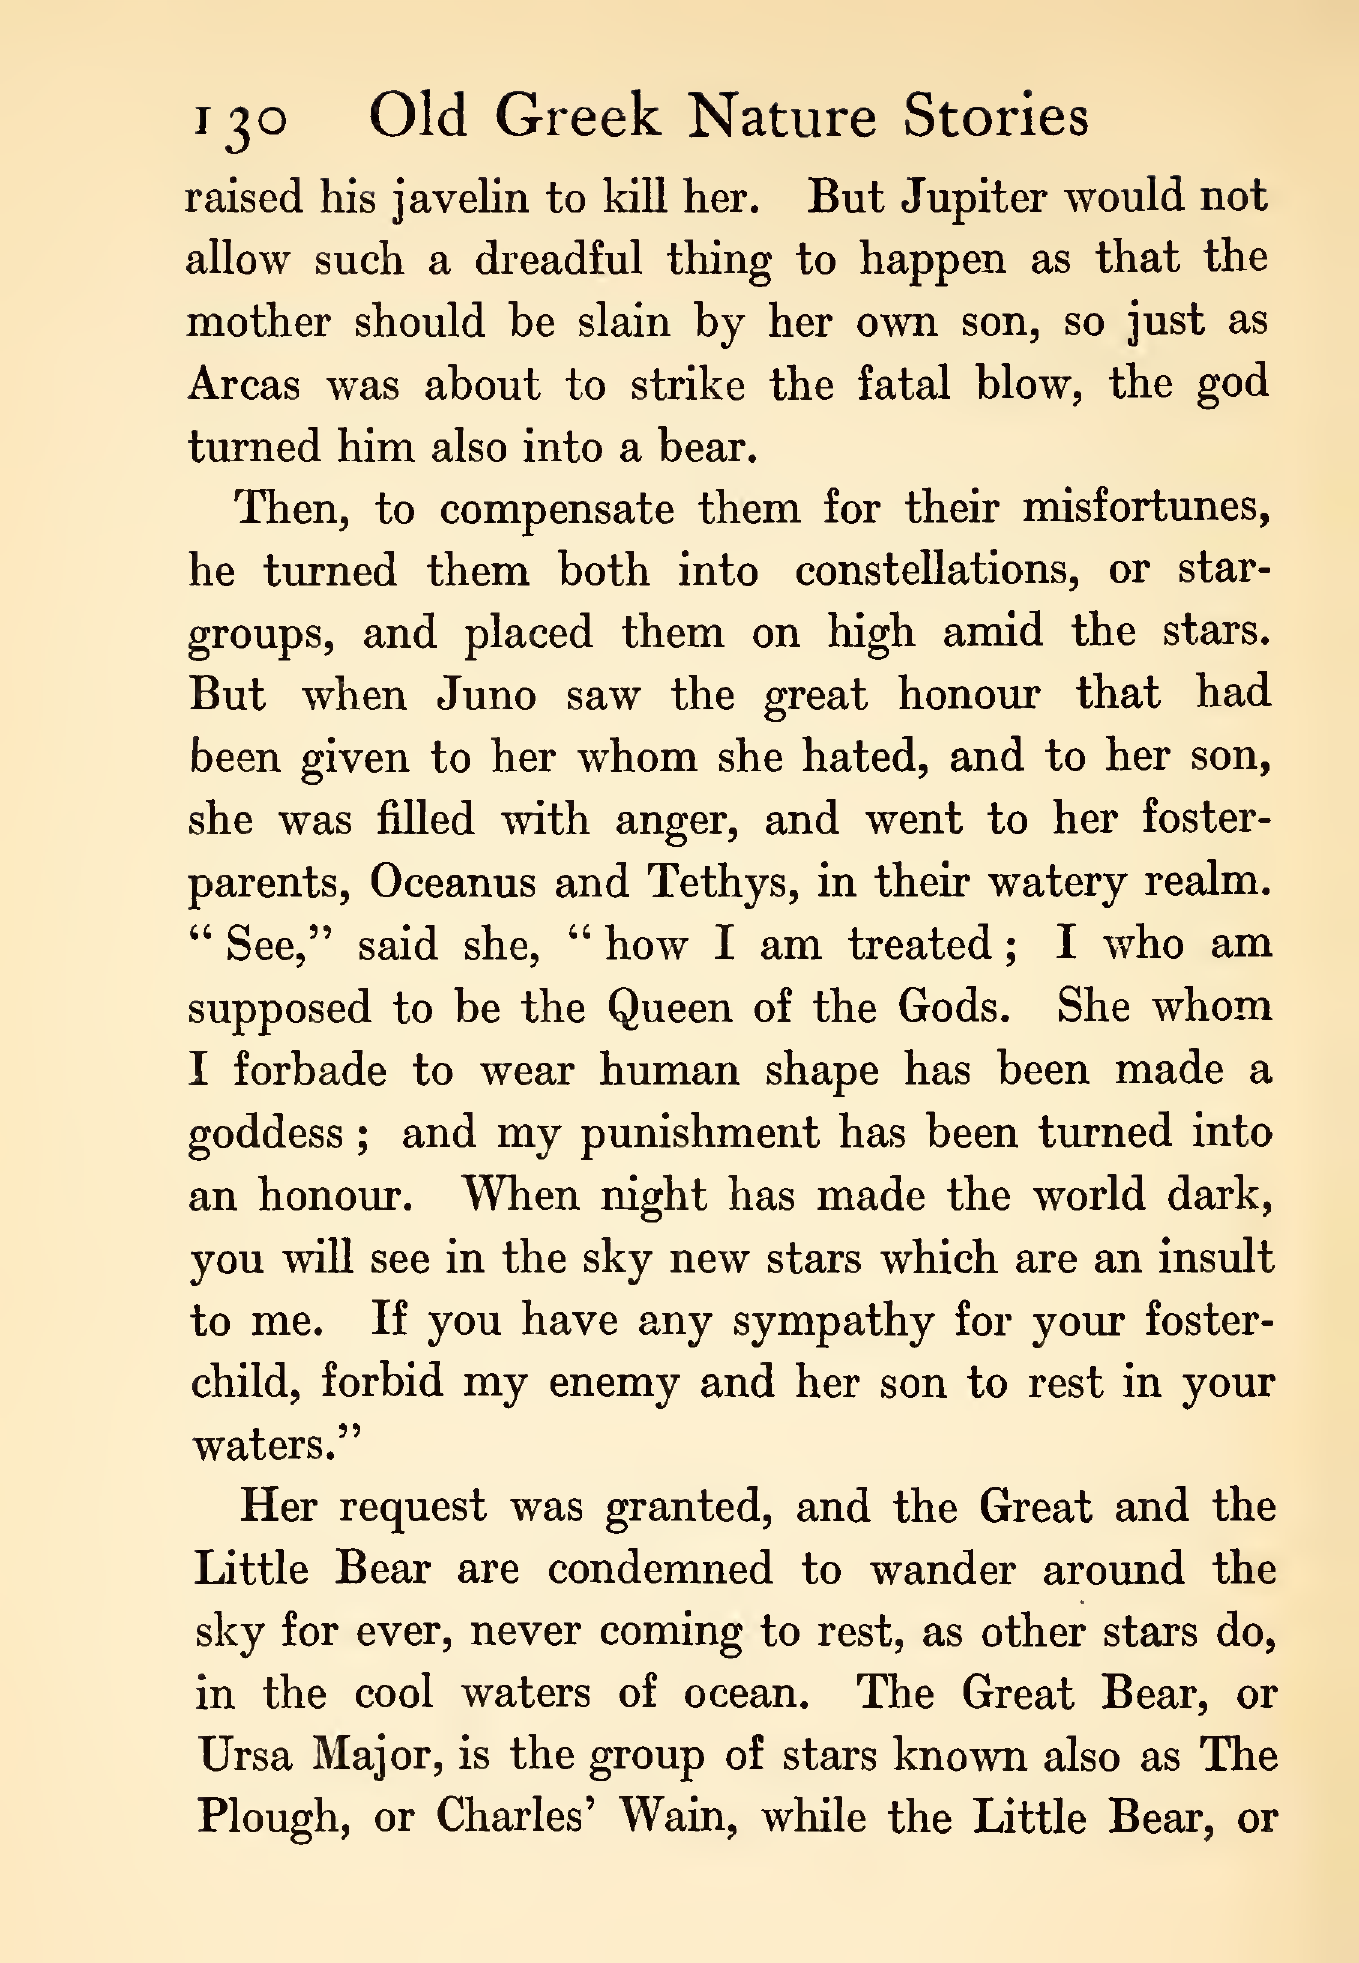 130 Old Greek Nature Stories
raised his javelin to kill her. But Jupiter would not
allow such a dreadful thing to happen as that the
mother should be slain by her own son, so just as
Arcas was about to strike the fatal blow, the god
turned him also into a bear.
Then, to compensate them for their misfortunes,
he turned them both into constellations, or star-
groups, and placed them on high amid the stars.
But when Juno saw the great honour that had
been given to her whom she hated, and to her son,
she was filled with anger, and went to her foster-
parents, Oceanus and Tethys, in their watery realm.
“ See,” said she, “ how I am treated ; I who am
supposed to be the Queen of the Gods. She whom
I forbade to wear human shape has been made a
goddess ; and my punishment has been turned into
an honour. When night has made the world dark,
you will see in the sky new stars which are an insult
to me. If you have any sympathy for your foster-
child, forbid my enemy and her son to rest in your
waters.”
Her request was granted, and the Great and the
Little Bear are condemned to wander around the
sky for ever, never coming to rest, as other stars do,
in the cool waters of ocean. The Great Bear, or
Ursa Major, is the group of stars known also as The
Plough, or Charles’ Wain, while the Little Bear, or